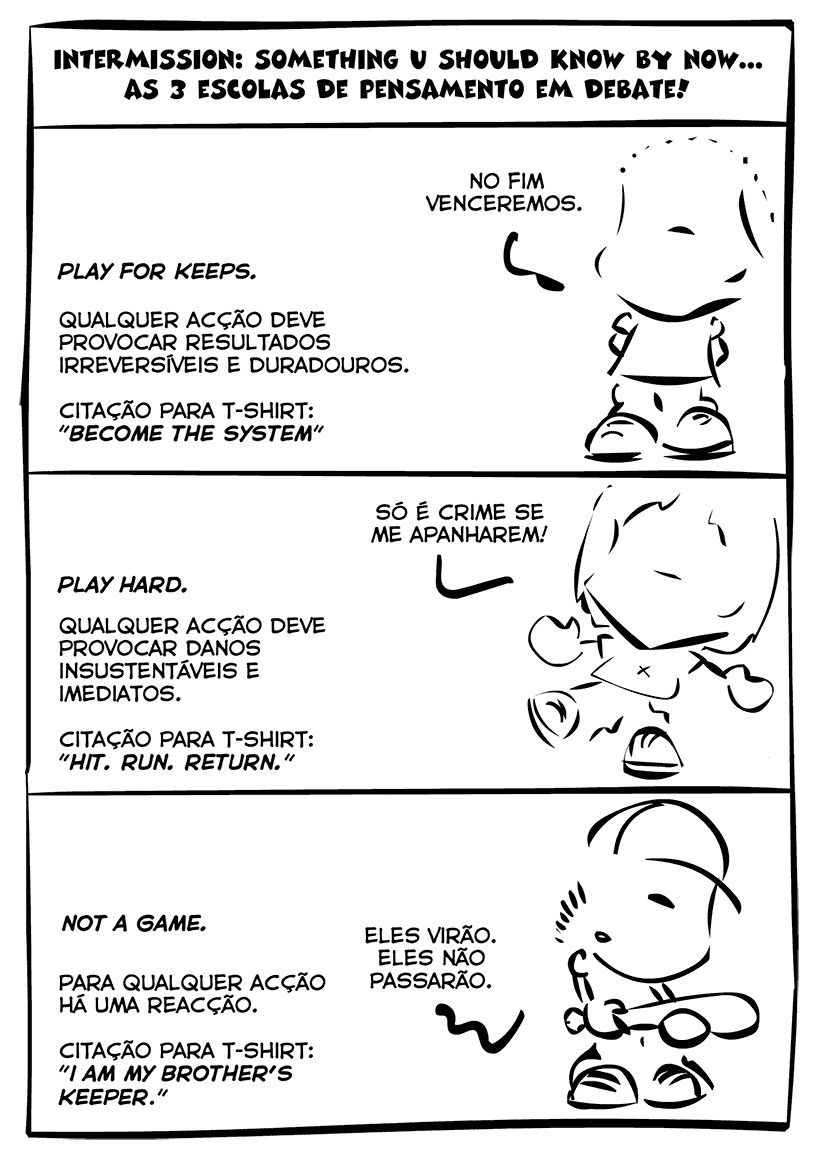 INTERMISSION: SOMETHING U SHOULD KNOW BY NOW...
AS 3 ESCOLAS DE PENSAMENTO EM DEBATE!
NO FIM
VENCEREMOS.
PLAY FOR KEEPS.
QUALQUER ACÇÃO DEVE
PROVOCAR RESULTADOS
IRREVERSÍVEIS E DURADOUROS.
CITAÇÃO PARA T-SHIRT:
"BECOME THE SYSTEM"
SÓ É CRIME SE
ME APANHAREM!
PLAY HARD.
QUALQUER ACÇÃO DEVE
PROVOCAR DANOS
INSUSTENTÁVEIS E
IMEDIATOS.
CITAÇÃO PARA T-SHIRT:
"HIT. RUN. RETURN."
NOT A GAME.
ELES VIRÃO.
ELES NÃO
PASSARÃO.
PARA QUALQUER ACÇÃO
HÁ UMA REACÇÃO.
CITAÇÃO PARA T-SHIRT:
"I AM MY BROTHER'S
KEEPER."